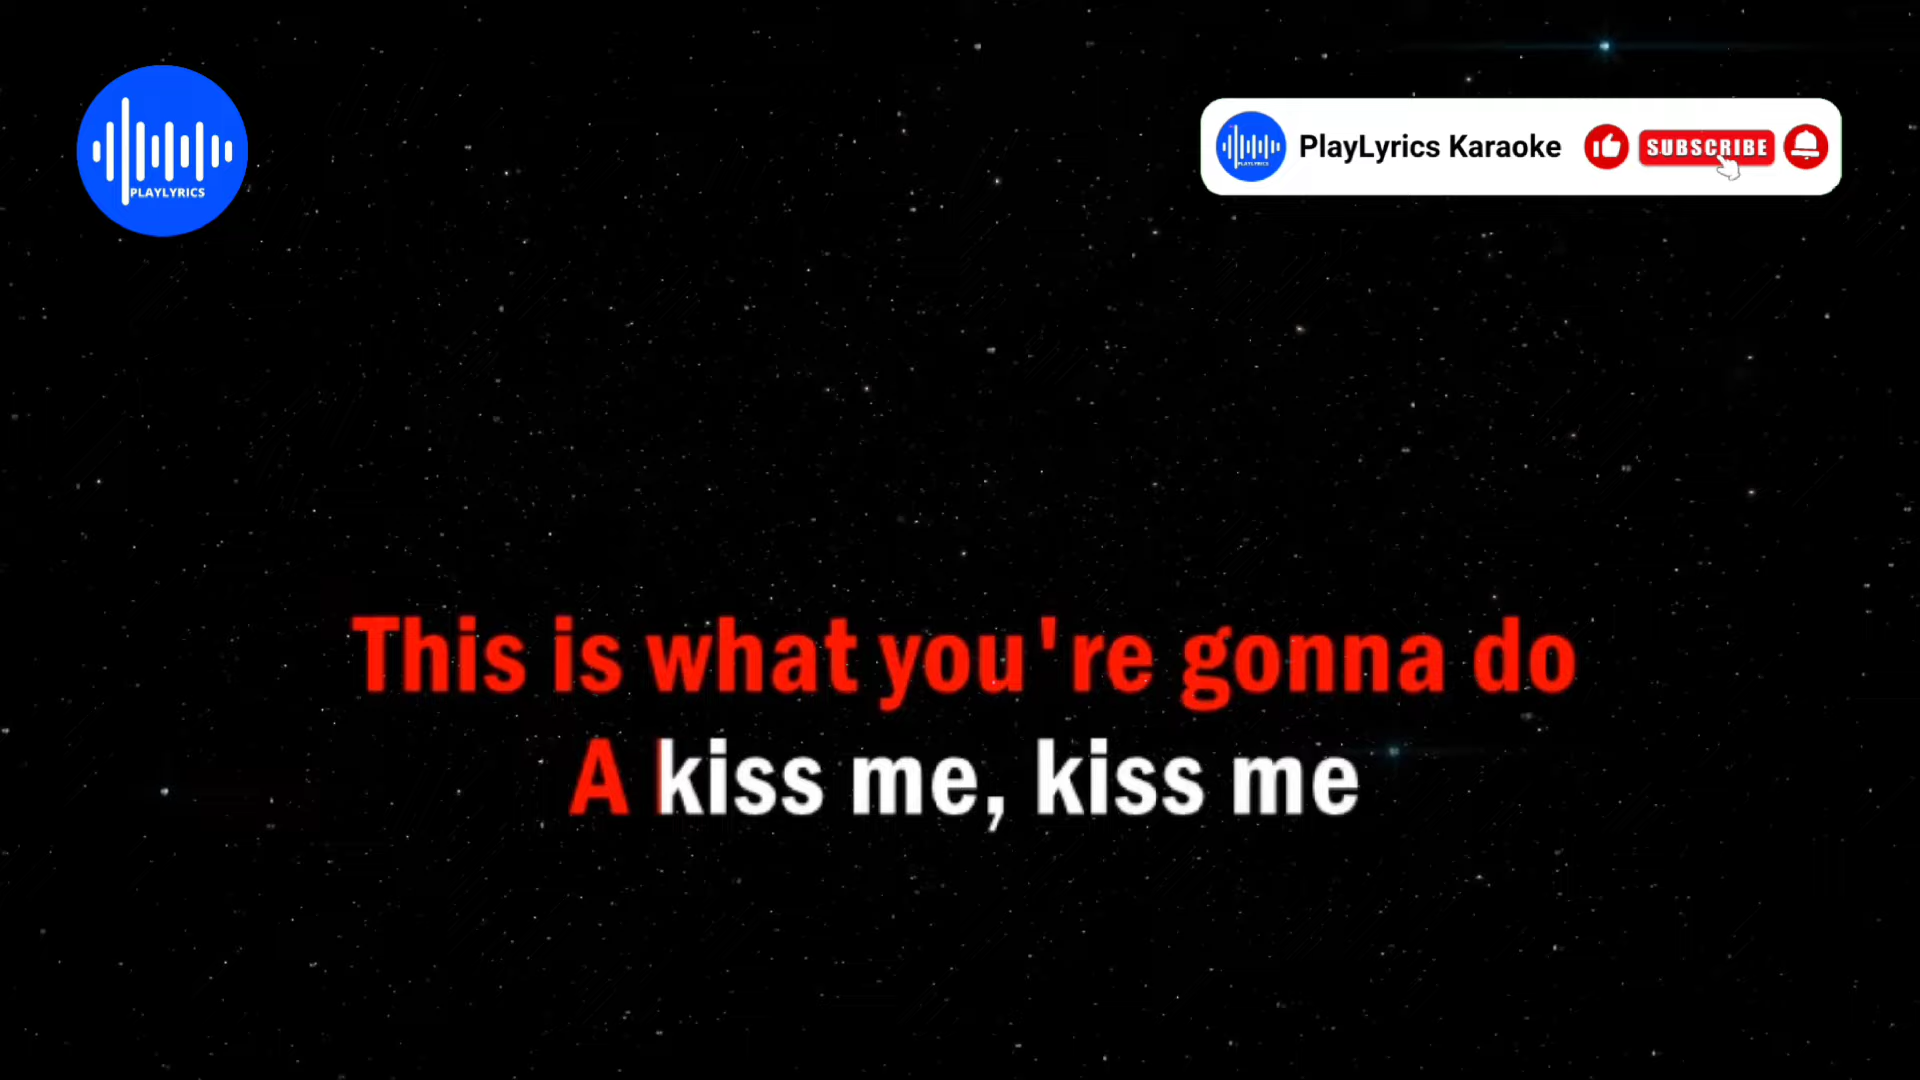 PLAYLYRICS
PlayLyrics Karaoke
SUBSCRIBE
This is what you're gonna do
A kiss me, kiss me